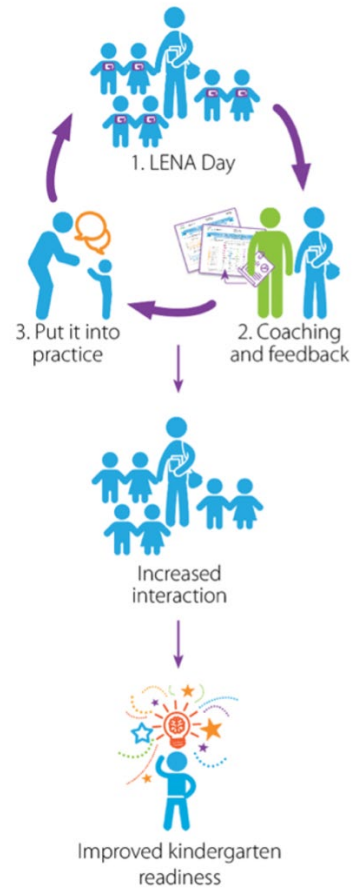 1. LENA Day
3. Put it into
practice
2. Coaching
and feedback
Increased
interaction
Improved kindergarten
readiness